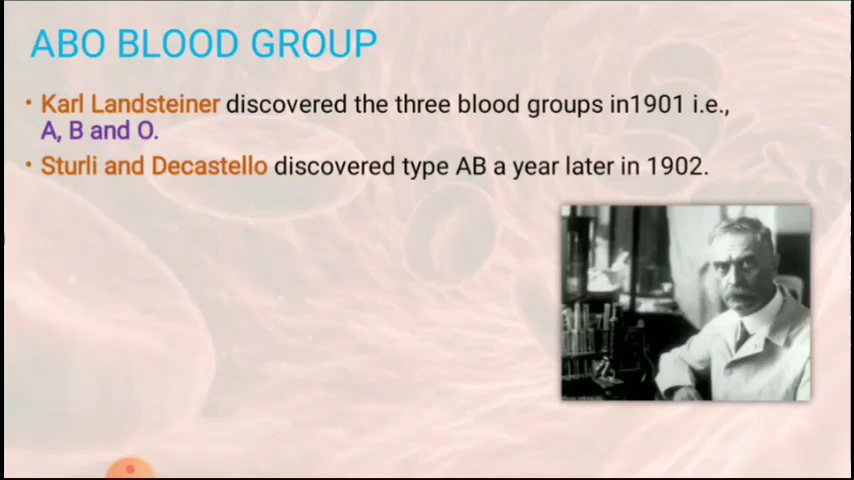 ABO BLOOD GROUP
• Karl Landsteiner discovered the three blood groups in1901 i.e.,
A, B and O.
• Sturli and Decastello discovered type AB a year later in 1902.